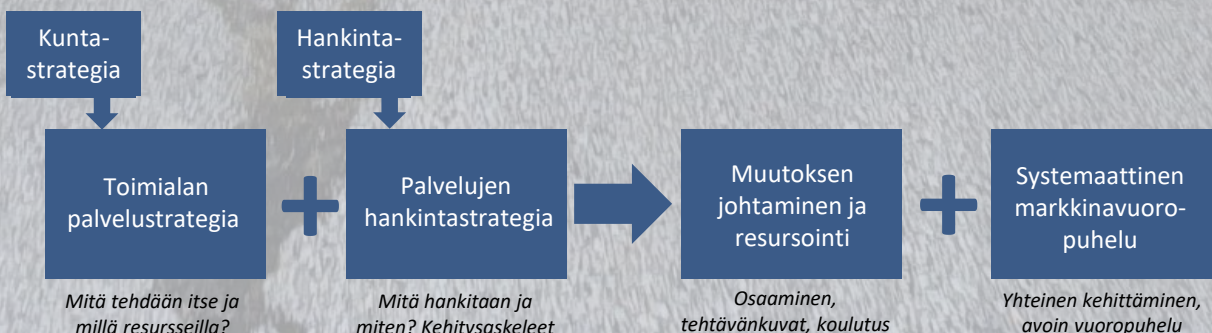 Kunta-
strategia
Hankinta-
strategia
Toimialan
palvelustrategia
Palvelujen
hankintastrategia
Muutoksen
johtaminen ja
resursointi
Systemaattinen
markkinavuoro-
puhelu
Mitä tehdään itse ja
millä resursseilla?
Mitä hankitaan ja
miten? Kehitysaskeleet
Osaaminen,
tehtävänkuvat, koulutus
Yhteinen kehittäminen,
avoin vuoropuhelu